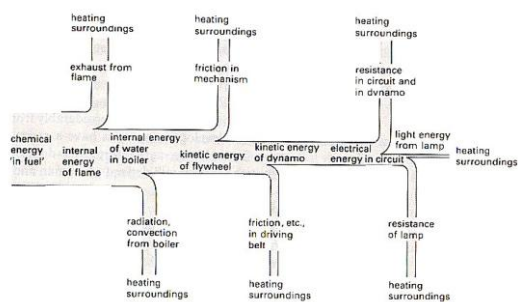 heating
surroundings
heating
surroundings
heating
surroundings
exhaust from
flame
friction in
mechanism
resistance
in circuit and
in dynamo
chemical
energy
'in fuel'
internal
energy
of flame
internal energy
of water
in boiler
kinetic energy
of flywheel
kinetic energy
of dynamo
electrical
energy in circuit
light energy
from lamp
heating
surroundings
radiation,
convection
from boiler
friction, etc.,
in driving
belt
resistance
of lamp
heating
surroundings
heating
surroundings
heating
surroundings